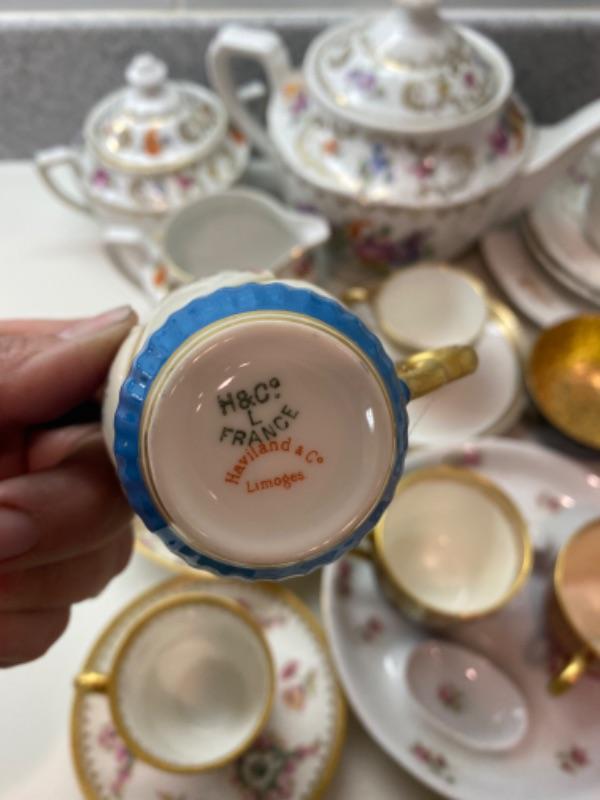 H&Co
L
FRANCE
Haviland & Co
Limoges